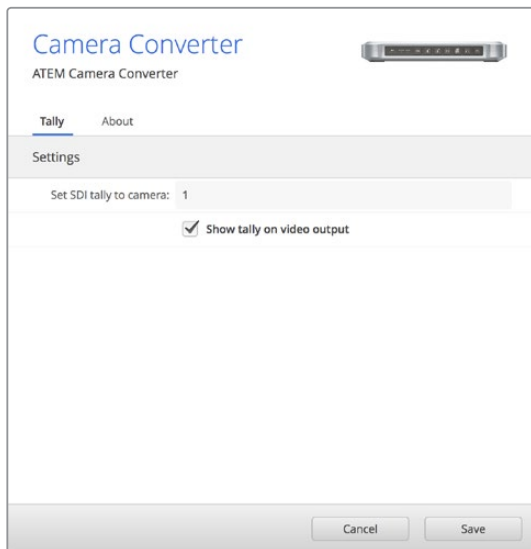 Camera Converter
ATEM Camera Converter
Tally About
Settings
Set SDI tally to camera: 1
Show tally on video output
Cancel Save